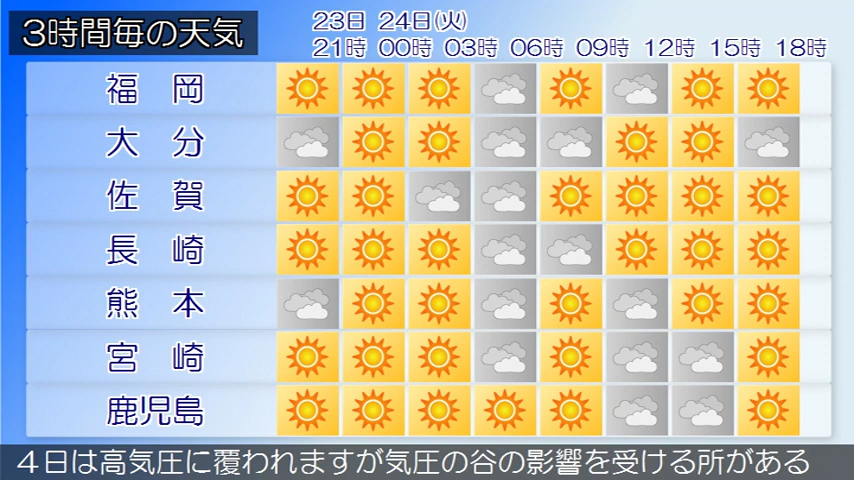 3時間毎の天気
23日 24日(火)
21時 00時 03時 06時 09時 12時 15時 18時
福岡
大分
佐賀
長崎
熊本
宮崎
鹿児島
４日は高気圧に覆われますが気圧の谷の影響を受ける所がある